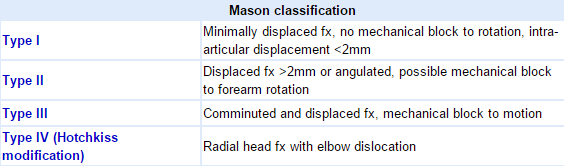 Mason classification
Type I
Minimally displaced fx, no mechanical block to rotation, intra-
articular displacement <2mm
Type II
Displaced fx >2mm or angulated, possible mechanical block
to forearm rotation
Type III
Comminuted and displaced fx, mechanical block to motion
Type IV (Hotchkiss
modification)
Radial head fx with elbow dislocation